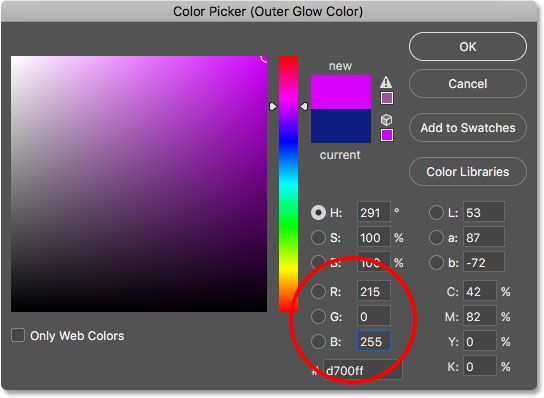 Color Picker (Outer Glow Color)
new
current
OK
Cancel
Add to Swatches
Color Libraries
H: 291 °
S: 100 %
B: 100 %
R: 215
G: 0
B: 255
# d700ff
L: 53
a: 87
b: -72
C: 42 %
M: 82 %
Y: 0 %
K: 0 %
Only Web Colors